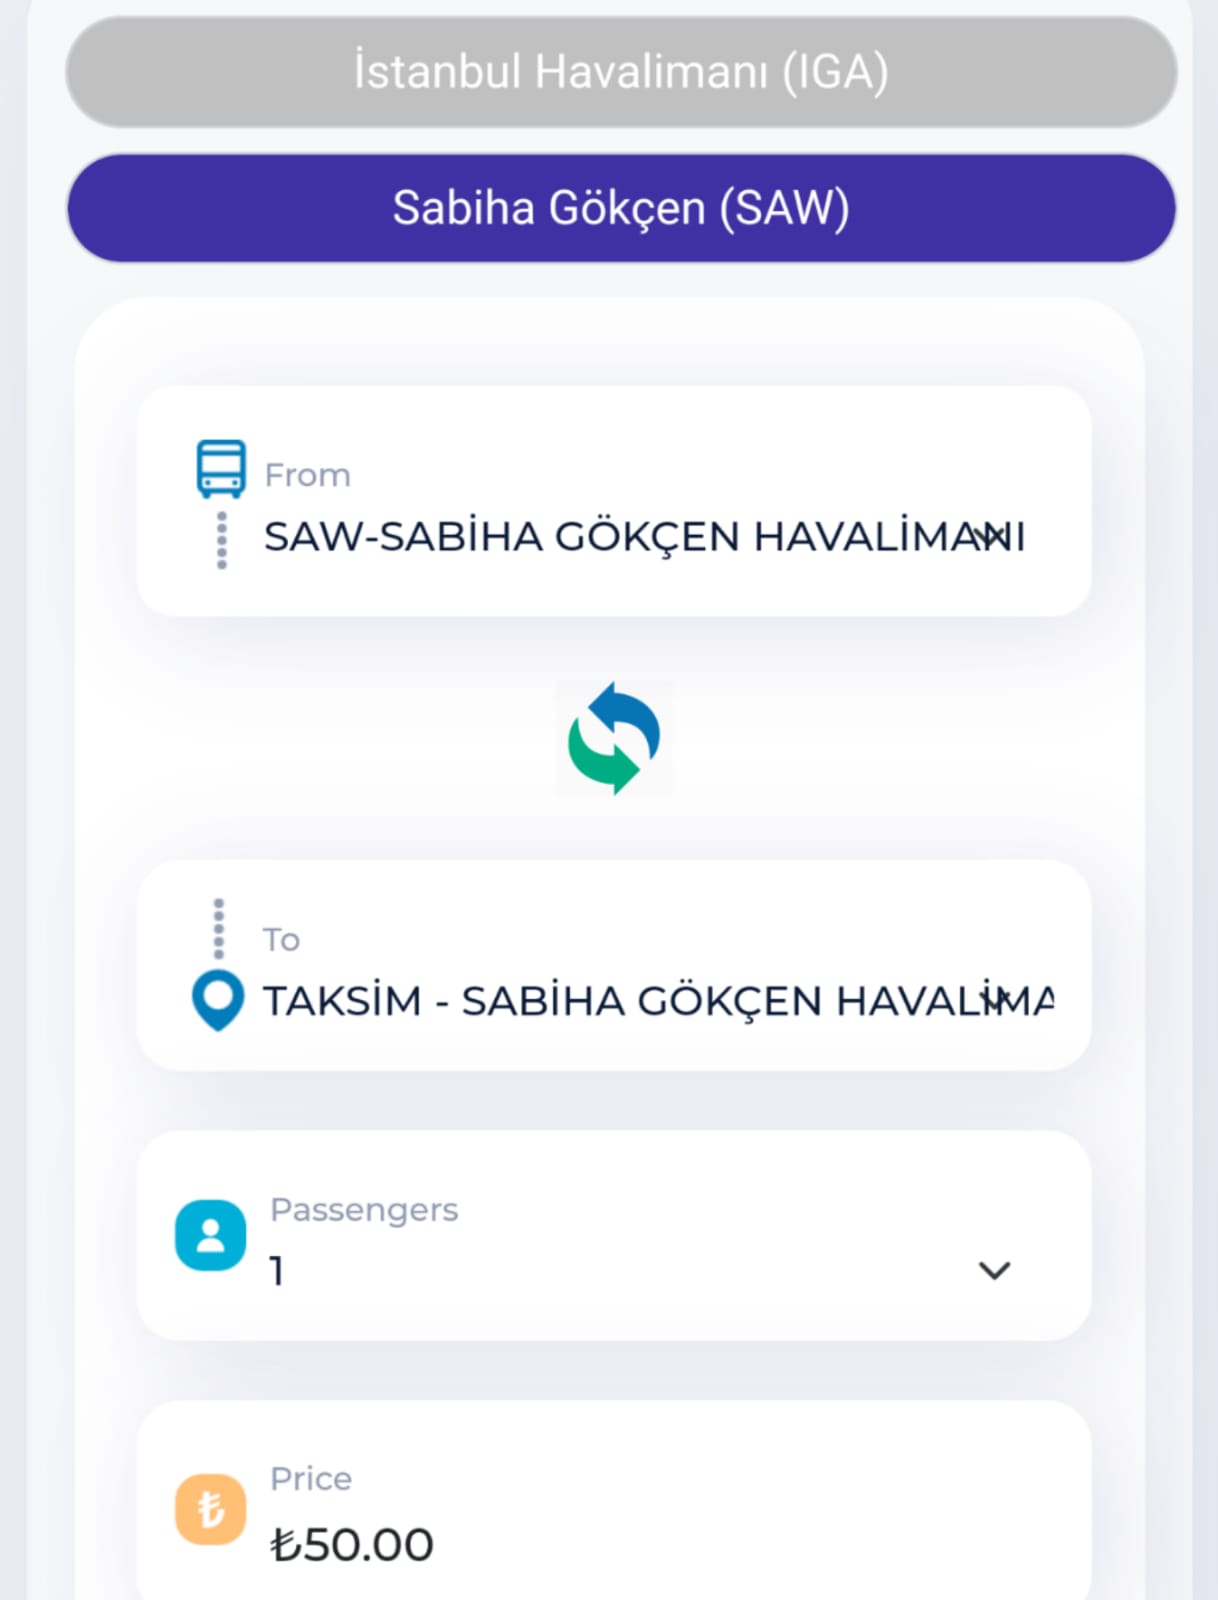 İstanbul Havalimanı (IGA)
Sabiha Gökçen (SAW)
From
SAW-SABİHA GÖKÇEN HAVALİMANI
To
TAKSİM - SABİHA GÖKÇEN HAVALİMA
Passengers
1
Price
₺
₺50.00